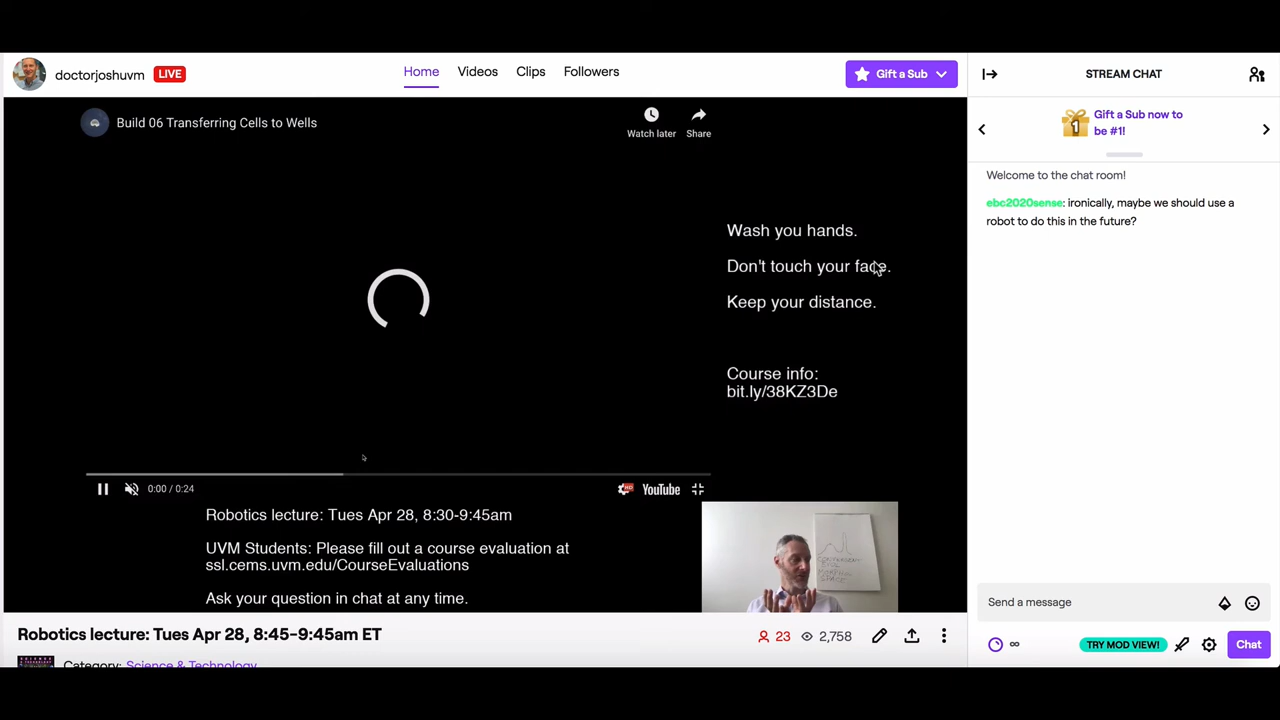 doctorjoshuvm
LIVE
Home
Videos
Clips
Followers
Gift a Sub
STREAM CHAT
Build 06 Transferring Cells to Wells
Watch later
Share
1
Gift a Sub now to
be #1!
Welcome to the chat room!
ebc2020sense: ironically, maybe we should use a
robot to do this in the future?
Wash you hands.
Don't touch your face.
Keep your distance.
Course info:
bit.ly/38KZ3De
0:00 / 0:24
HD
YouTube
Robotics lecture: Tues Apr 28, 8:30-9:45am
UVM Students: Please fill out a course evaluation at
ssl.cems.uvm.edu/CourseEvaluations
Ask your question in chat at any time.
Send a message
Robotics lecture: Tues Apr 28, 8:45-9:45am ET
23
2,758
∞
TRY MOD VIEW!
Chat
Category: Science & Technology